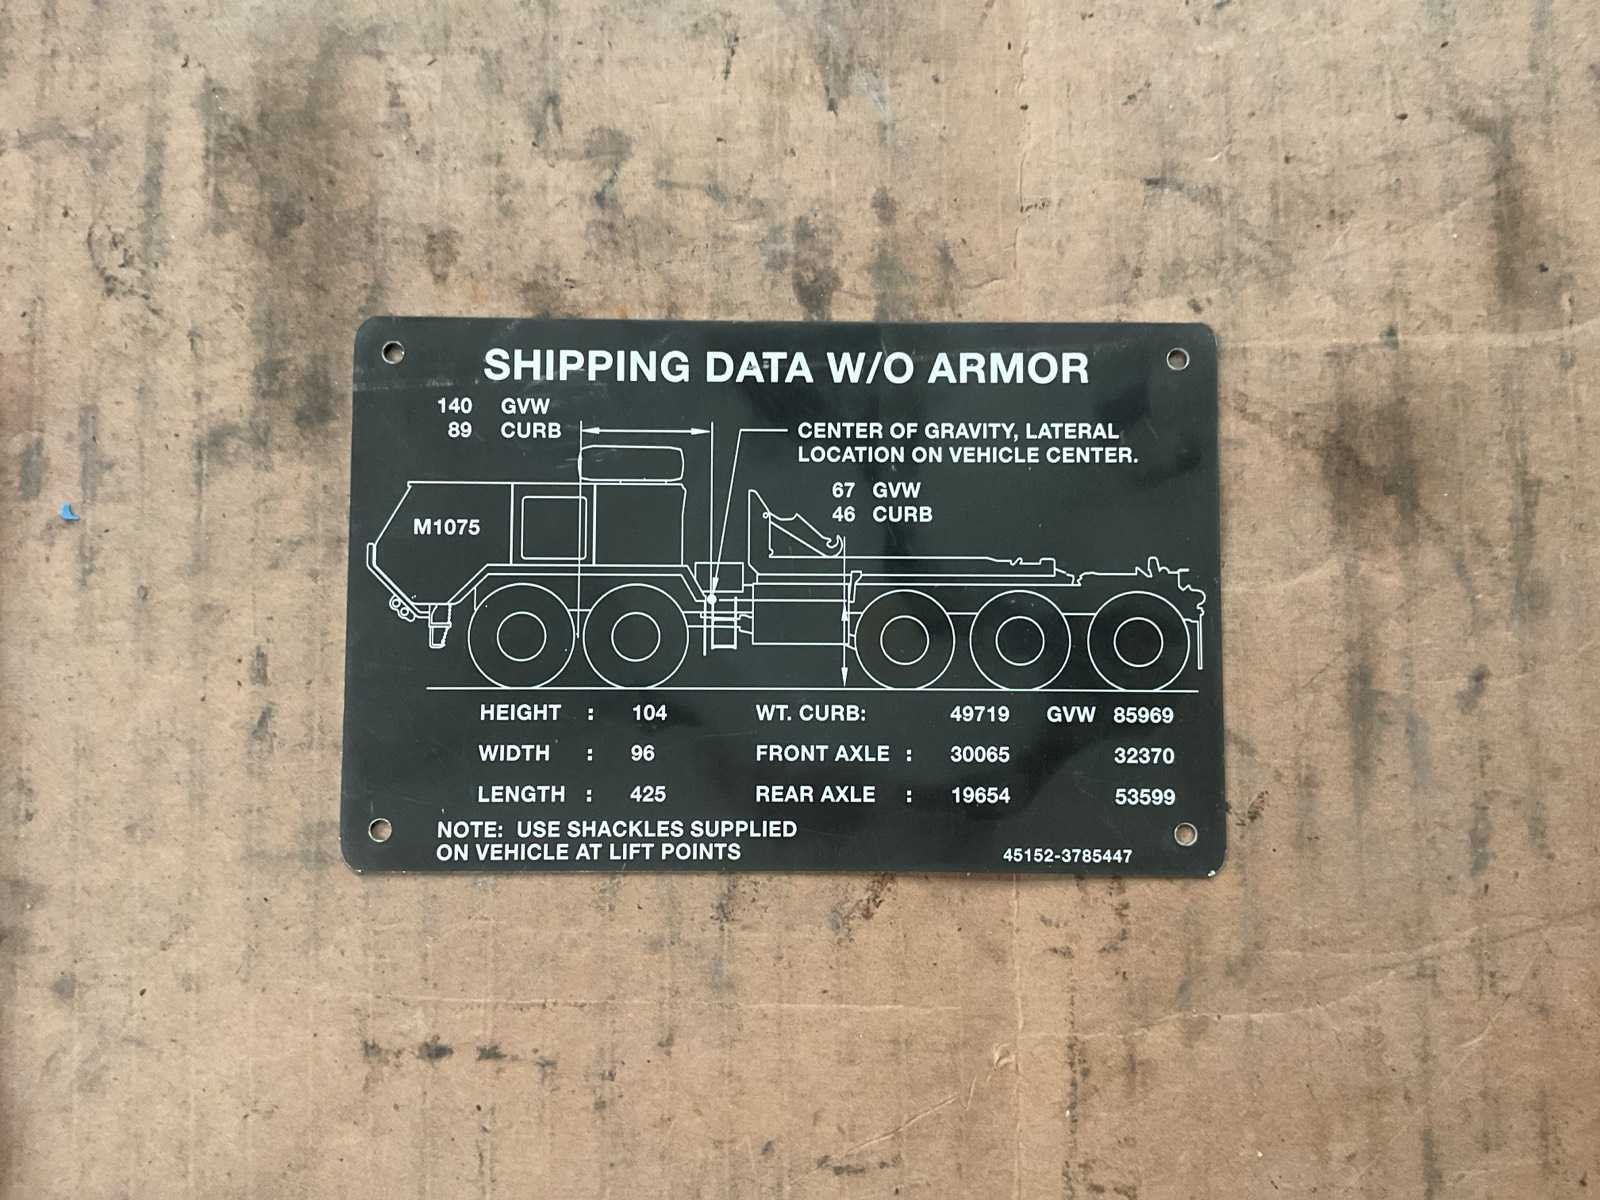 SHIPPING DATA W/O ARMOR
140 GVW
89 CURB
CENTER OF GRAVITY, LATERAL
LOCATION ON VEHICLE CENTER.
67 GVW
46 CURB
M1075
HEIGHT : 104 WT. CURB: 49719 GVW 85969
WIDTH : 96 FRONT AXLE : 30065 32370
LENGTH : 425 REAR AXLE : 19654 53599
NOTE: USE SHACKLES SUPPLIED
ON VEHICLE AT LIFT POINTS
45152-3785447